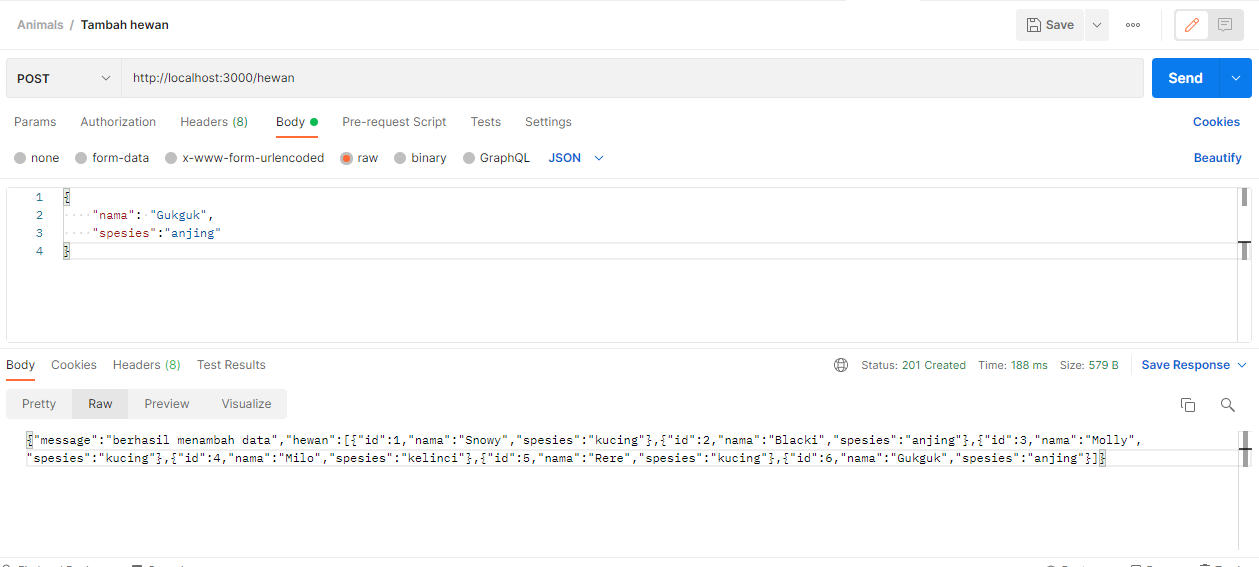 Animals / Tambah hewan
Save
POST http://localhost:3000/hewan Send
Params Authorization Headers (8) Body Pre-request Script Tests Settings Cookies
none form-data x-www-form-urlencoded raw binary GraphQL JSON Beautify
1 {
2 "nama": "Gukguk",
3 "spesies":"anjing"
4 }
Body Cookies Headers (8) Test Results Status: 201 Created Time: 188 ms Size: 579 B Save Response
Pretty Raw Preview Visualize
{"message":"berhasil menambah data","hewan":[{"id":1,"nama":"Snowy","spesies":"kucing"},{"id":2,"nama":"Blacki","spesies":"anjing"},{"id":3,"nama":"Molly",
"spesies":"kucing"},{"id":4,"nama":"Milo","spesies":"kelinci"},{"id":5,"nama":"Rere","spesies":"kucing"},{"id":6,"nama":"Gukguk","spesies":"anjing"}]}